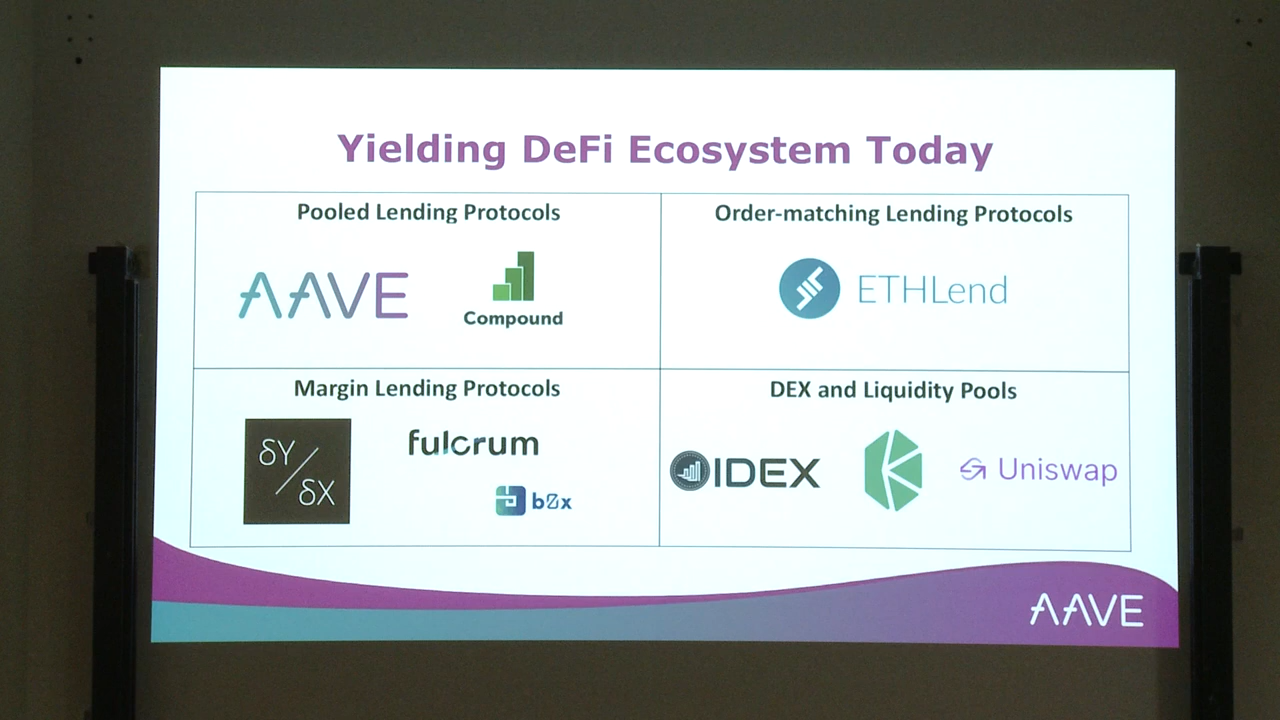 Yielding DeFi Ecosystem Today
Pooled Lending Protocols
AAVE
Compound
Order-matching Lending Protocols
ETHLend
Margin Lending Protocols
δY/δX
fulcrum
b0x
DEX and Liquidity Pools
IDEX
Uniswap
AAVE